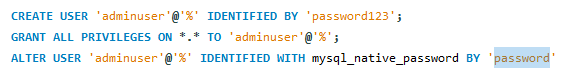 CREATE USER 'adminuser'@'%' IDENTIFIED BY 'password123';
GRANT ALL PRIVILEGES ON *.* TO 'adminuser'@'%';
ALTER USER 'adminuser'@'%' IDENTIFIED WITH mysql_native_password BY 'password'